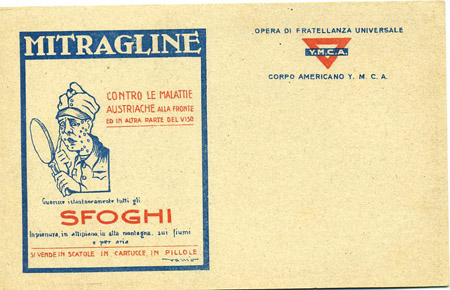 MITRAGLINE
CONTRO LE MALATTIE
AUSTRIACHE ALLA FRONTE
ED IN ALTRA PARTE DEL VISO
Guarisce istantaneamente tutti gli
SFOGHI
In pianura, in altipiano, in alta montagna, sui fiumi
e per aria
SI VENDE IN SCATOLE IN CARTUCCE, IN PILLOLE
OPERA DI FRATELLANZA UNIVERSALE
Y.M.C.A.
CORPO AMERICANO Y. M. C. A.